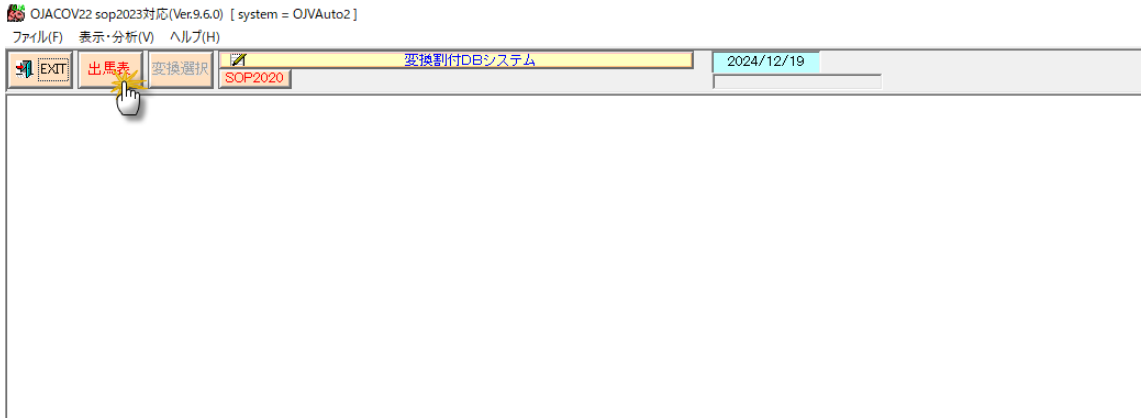 OJACOV22 sop2023対応(Ver.9.6.0) [ system = OJVAuto2 ]
ファイル(F) 表示・分析(V) ヘルプ(H)
EXIT 出馬表 変換選択 変換割付DBシステム 2024/12/19
SOP2020